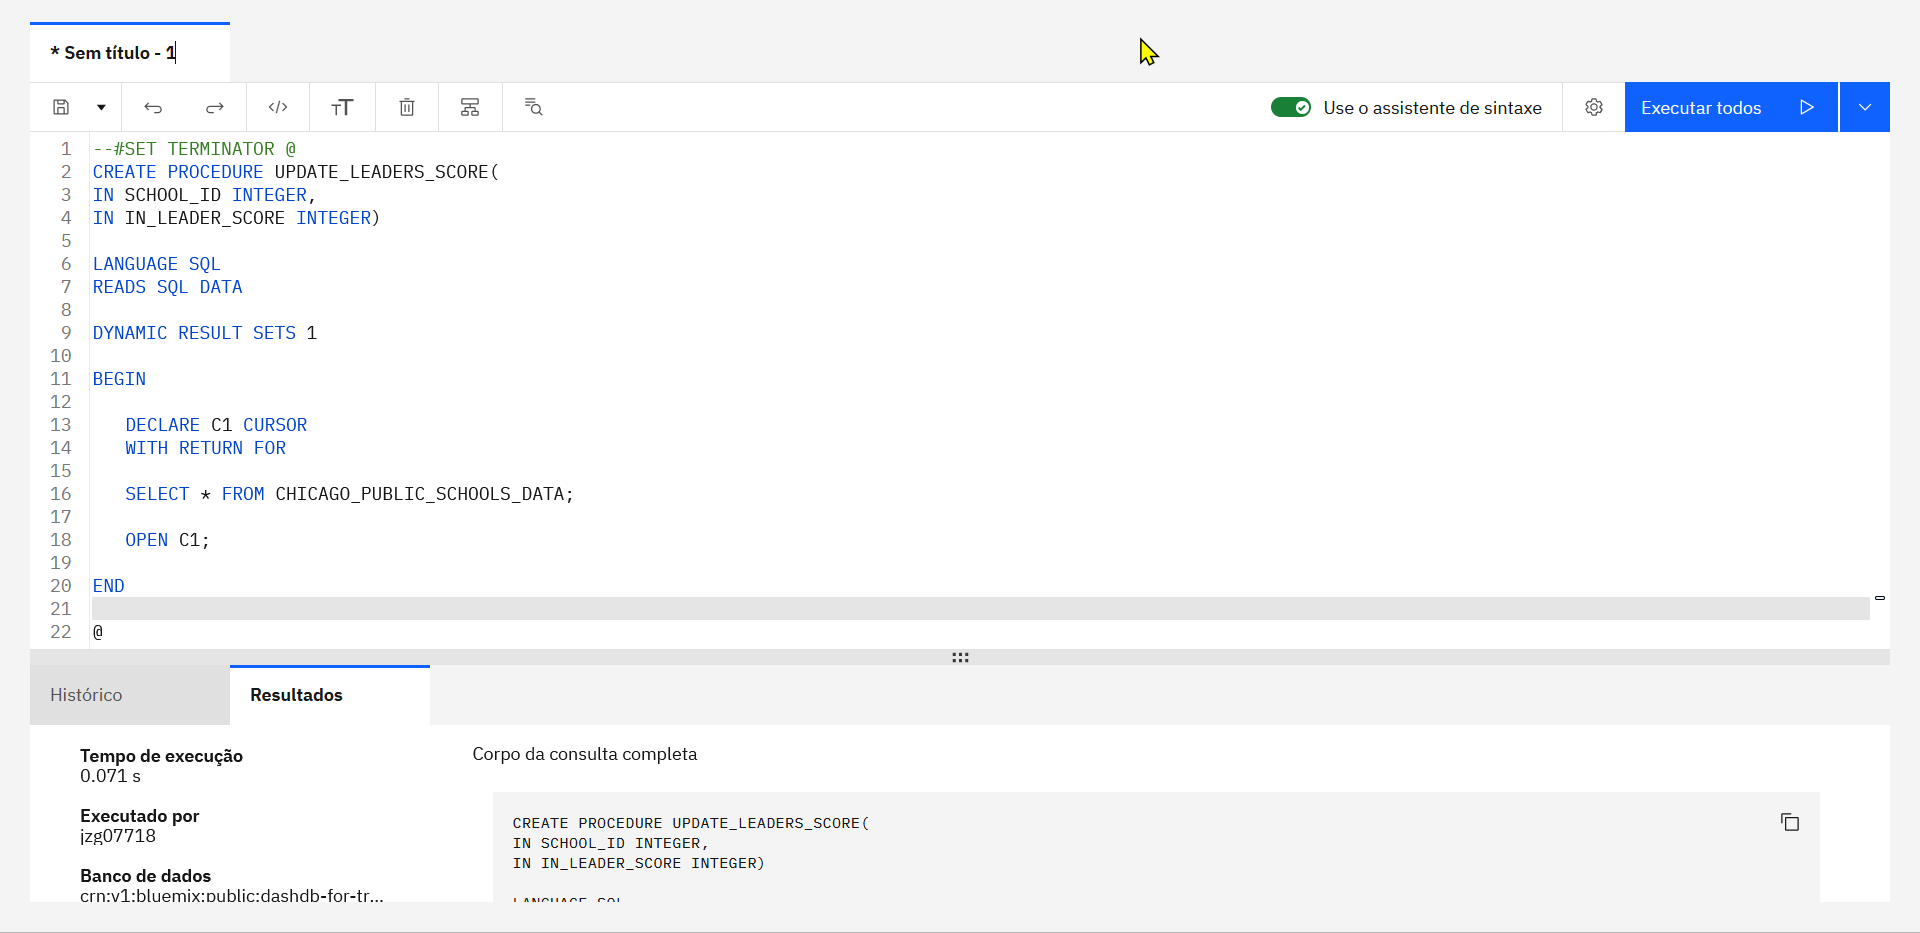 * Sem título - 1
Use o assistente de sintaxe
Executar todos
1 --#SET TERMINATOR @
2 CREATE PROCEDURE UPDATE_LEADERS_SCORE(
3 IN SCHOOL_ID INTEGER,
4 IN IN_LEADER_SCORE INTEGER)
5
6 LANGUAGE SQL
7 READS SQL DATA
8
9 DYNAMIC RESULT SETS 1
10
11 BEGIN
12
13 DECLARE C1 CURSOR
14 WITH RETURN FOR
15
16 SELECT * FROM CHICAGO_PUBLIC_SCHOOLS_DATA;
17
18 OPEN C1;
19
20 END
21
22 @
Histórico
Resultados
Tempo de execução
0.071 s
Executado por
jzg07718
Banco de dados
crn:v1:bluemix:public:dashdb-for-tr...
Corpo da consulta completa
CREATE PROCEDURE UPDATE_LEADERS_SCORE(
IN SCHOOL_ID INTEGER,
IN IN_LEADER_SCORE INTEGER)
LANGUAGE SQL